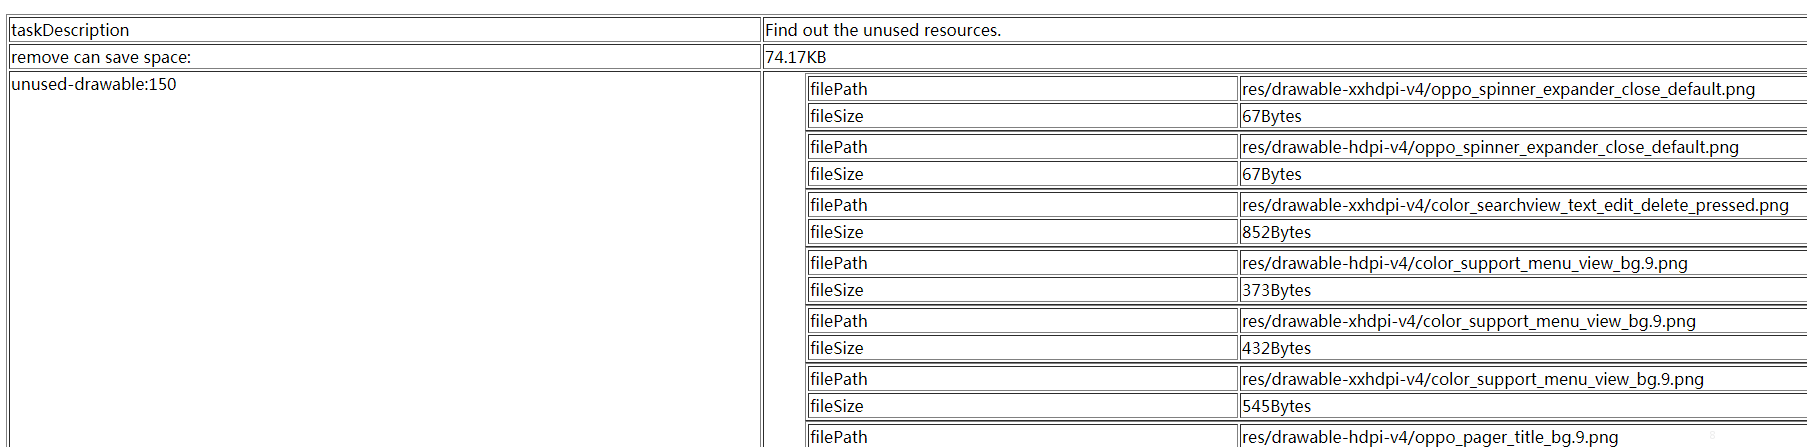 taskDescription Find out the unused resources.
remove can save space: 74.17KB
unused-drawable:150 filePath res/drawable-xxhdpi-v4/oppo_spinner_expander_close_default.png
fileSize 67Bytes
filePath res/drawable-hdpi-v4/oppo_spinner_expander_close_default.png
fileSize 67Bytes
filePath res/drawable-xxhdpi-v4/color_searchview_text_edit_delete_pressed.png
fileSize 852Bytes
filePath res/drawable-hdpi-v4/color_support_menu_view_bg.9.png
fileSize 373Bytes
filePath res/drawable-xhdpi-v4/color_support_menu_view_bg.9.png
fileSize 432Bytes
filePath res/drawable-xxhdpi-v4/color_support_menu_view_bg.9.png
fileSize 545Bytes
filePath res/drawable-hdpi-v4/oppo_pager_title_bg.9.png